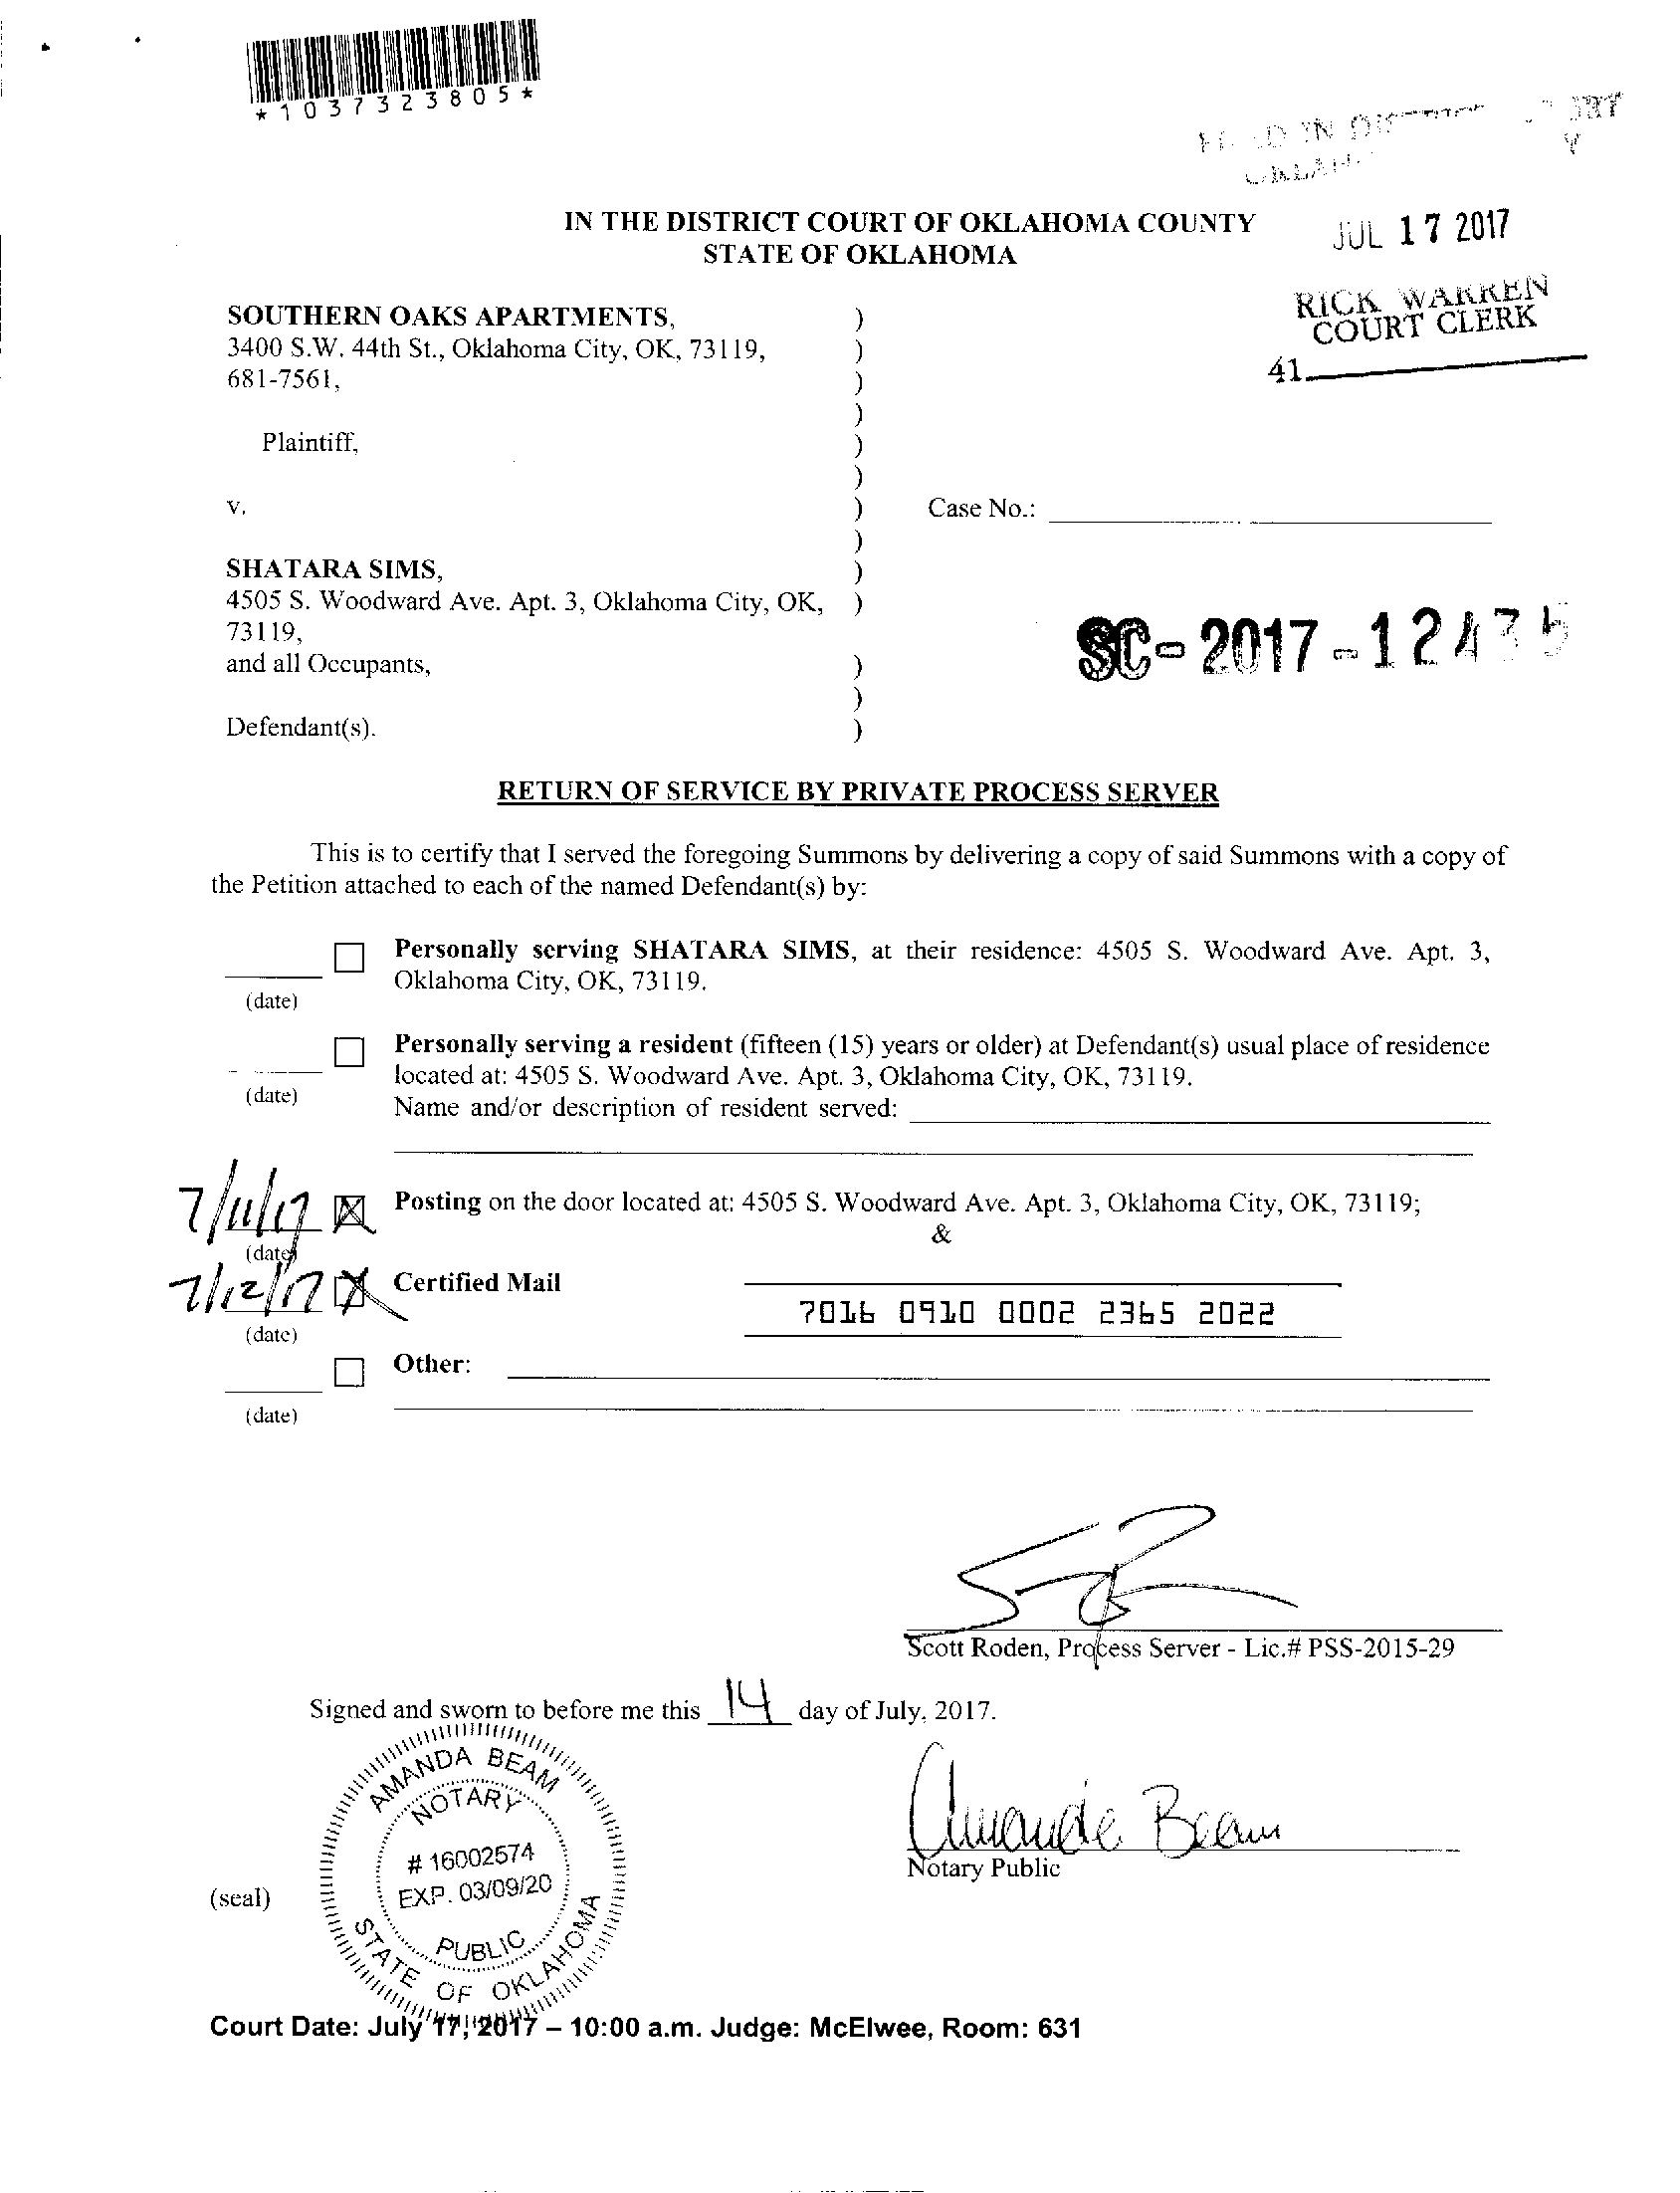 *1037323805*
IN DISTRICT
IN THE DISTRICT COURT OF OKLAHOMA COUNTY
STATE OF OKLAHOMA
JUL 17 2017
RICK WARREN
COURT CLERK
41
SOUTHERN OAKS APARTMENTS, )
3400 S.W. 44th St., Oklahoma City, OK, 73119, )
681-7561, )
)
Plaintiff, )
)
v. ) Case No.:
)
SHATARA SIMS, )
4505 S. Woodward Ave. Apt. 3, Oklahoma City, OK, )
73119,
and all Occupants, )
)
Defendant(s). )
SC-2017-12435
RETURN OF SERVICE BY PRIVATE PROCESS SERVER
This is to certify that I served the foregoing Summons by delivering a copy of said Summons with a copy of
the Petition attached to each of the named Defendant(s) by:
Personally serving SHATARA SIMS, at their residence: 4505 S. Woodward Ave. Apt. 3,
Oklahoma City, OK, 73119.
(date)
Personally serving a resident (fifteen (15) years or older) at Defendant(s) usual place of residence
located at: 4505 S. Woodward Ave. Apt. 3, Oklahoma City, OK, 73119.
(date)
Name and/or description of resident served:
7/11/17 Posting on the door located at: 4505 S. Woodward Ave. Apt. 3, Oklahoma City, OK, 73119;
&
(date)
7/12/17 Certified Mail
7016 0910 0002 2365 2022
(date)
Other:
(date)
Scott Roden, Process Server - Lic.# PSS-2015-29
Signed and sworn to before me this 14 day of July, 2017.
AMANDA BEAM
NOTARY
# 16002574
EXP. 03/09/20
PUBLIC
STATE OF OKLAHOMA
Amanda Beam
Notary Public
(seal)
Court Date: July 17, 2017 – 10:00 a.m. Judge: McElwee, Room: 631